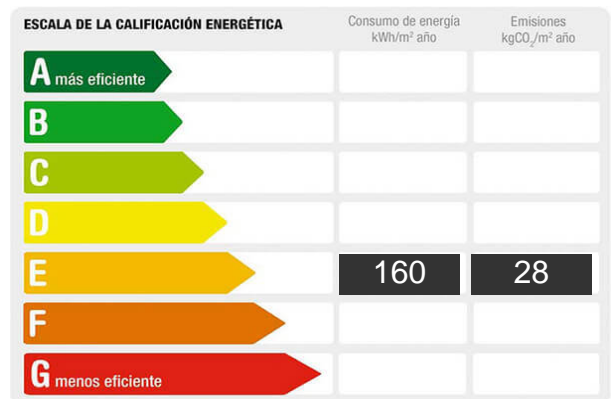 ESCALA DE LA CALIFICACIÓN ENERGÉTICA
Consumo de energía
kWh/m² año
Emisiones
kgCO₂/m² año
A más eficiente
B
C
D
E 160 28
F
G menos eficiente